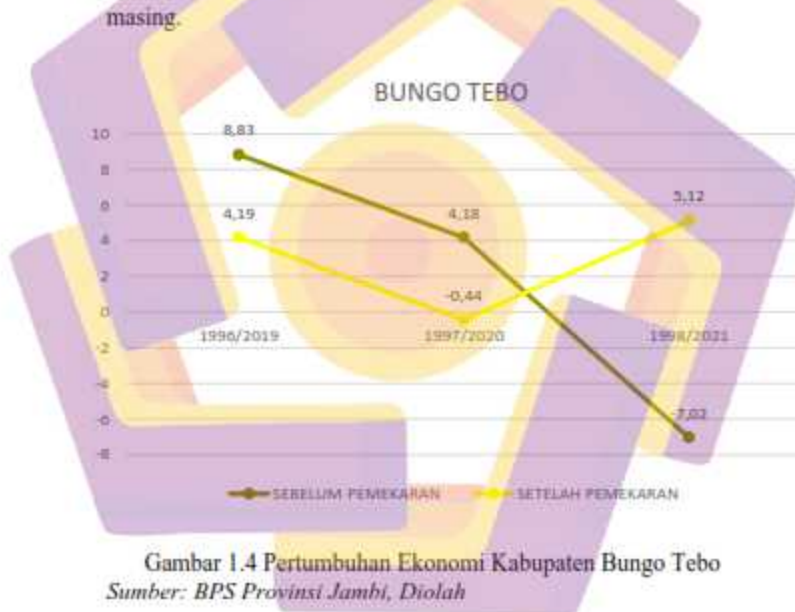 masing.
BUNGO TEBO
10
8
6
4
2
0
-2
-4
-6
-8
8,83
4,18
-7,02
4,19
-0,44
5,12
1996/2019 1997/2020 1998/2021
SEBELUM PEMEKARAN SETELAH PEMEKARAN
Gambar 1.4 Pertumbuhan Ekonomi Kabupaten Bungo Tebo
Sumber: BPS Provinsi Jambi, Diolah